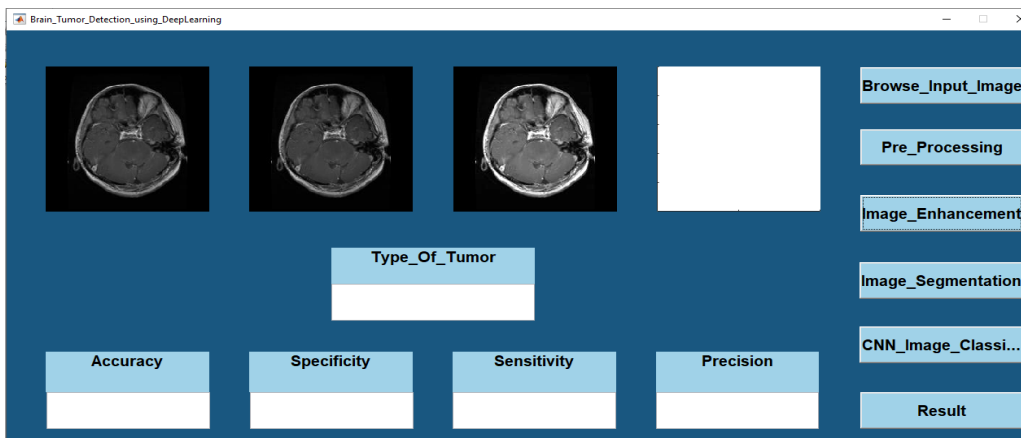 Brain_Tumor_Detection_using_DeepLearning
Browse_Input_Image
Pre_Processing
Image_Enhancement
Type_Of_Tumor
Image_Segmentation
CNN_Image_Classi...
Accuracy
Specificity
Sensitivity
Precision
Result